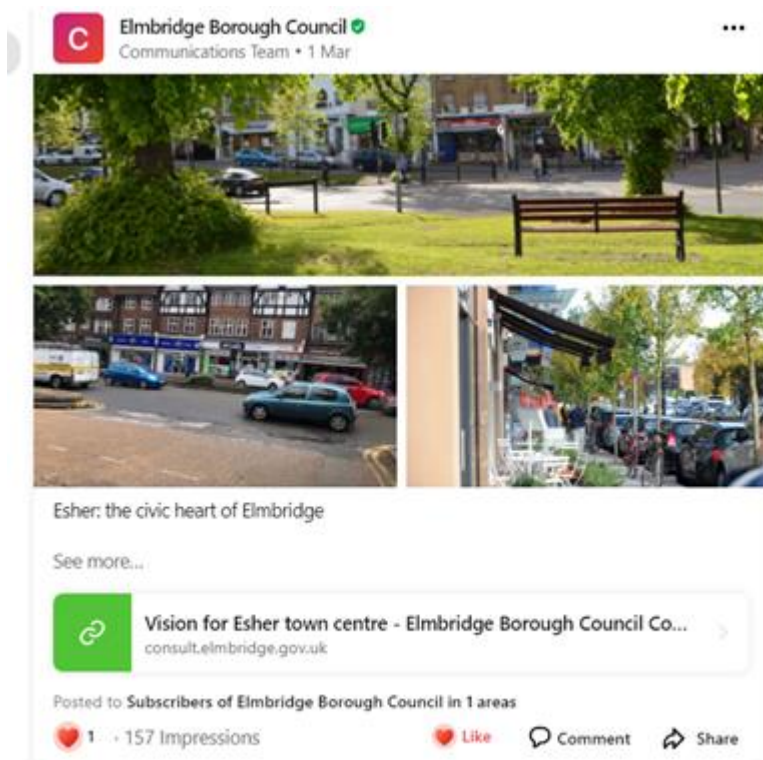 C
Elmbridge Borough Council
Communications Team • 1 Mar
Esher: the civic heart of Elmbridge
See more...
Vision for Esher town centre - Elmbridge Borough Council Co...
consult.elmbridge.gov.uk
Posted to Subscribers of Elmbridge Borough Council in 1 areas
1 · 157 Impressions Like Comment Share